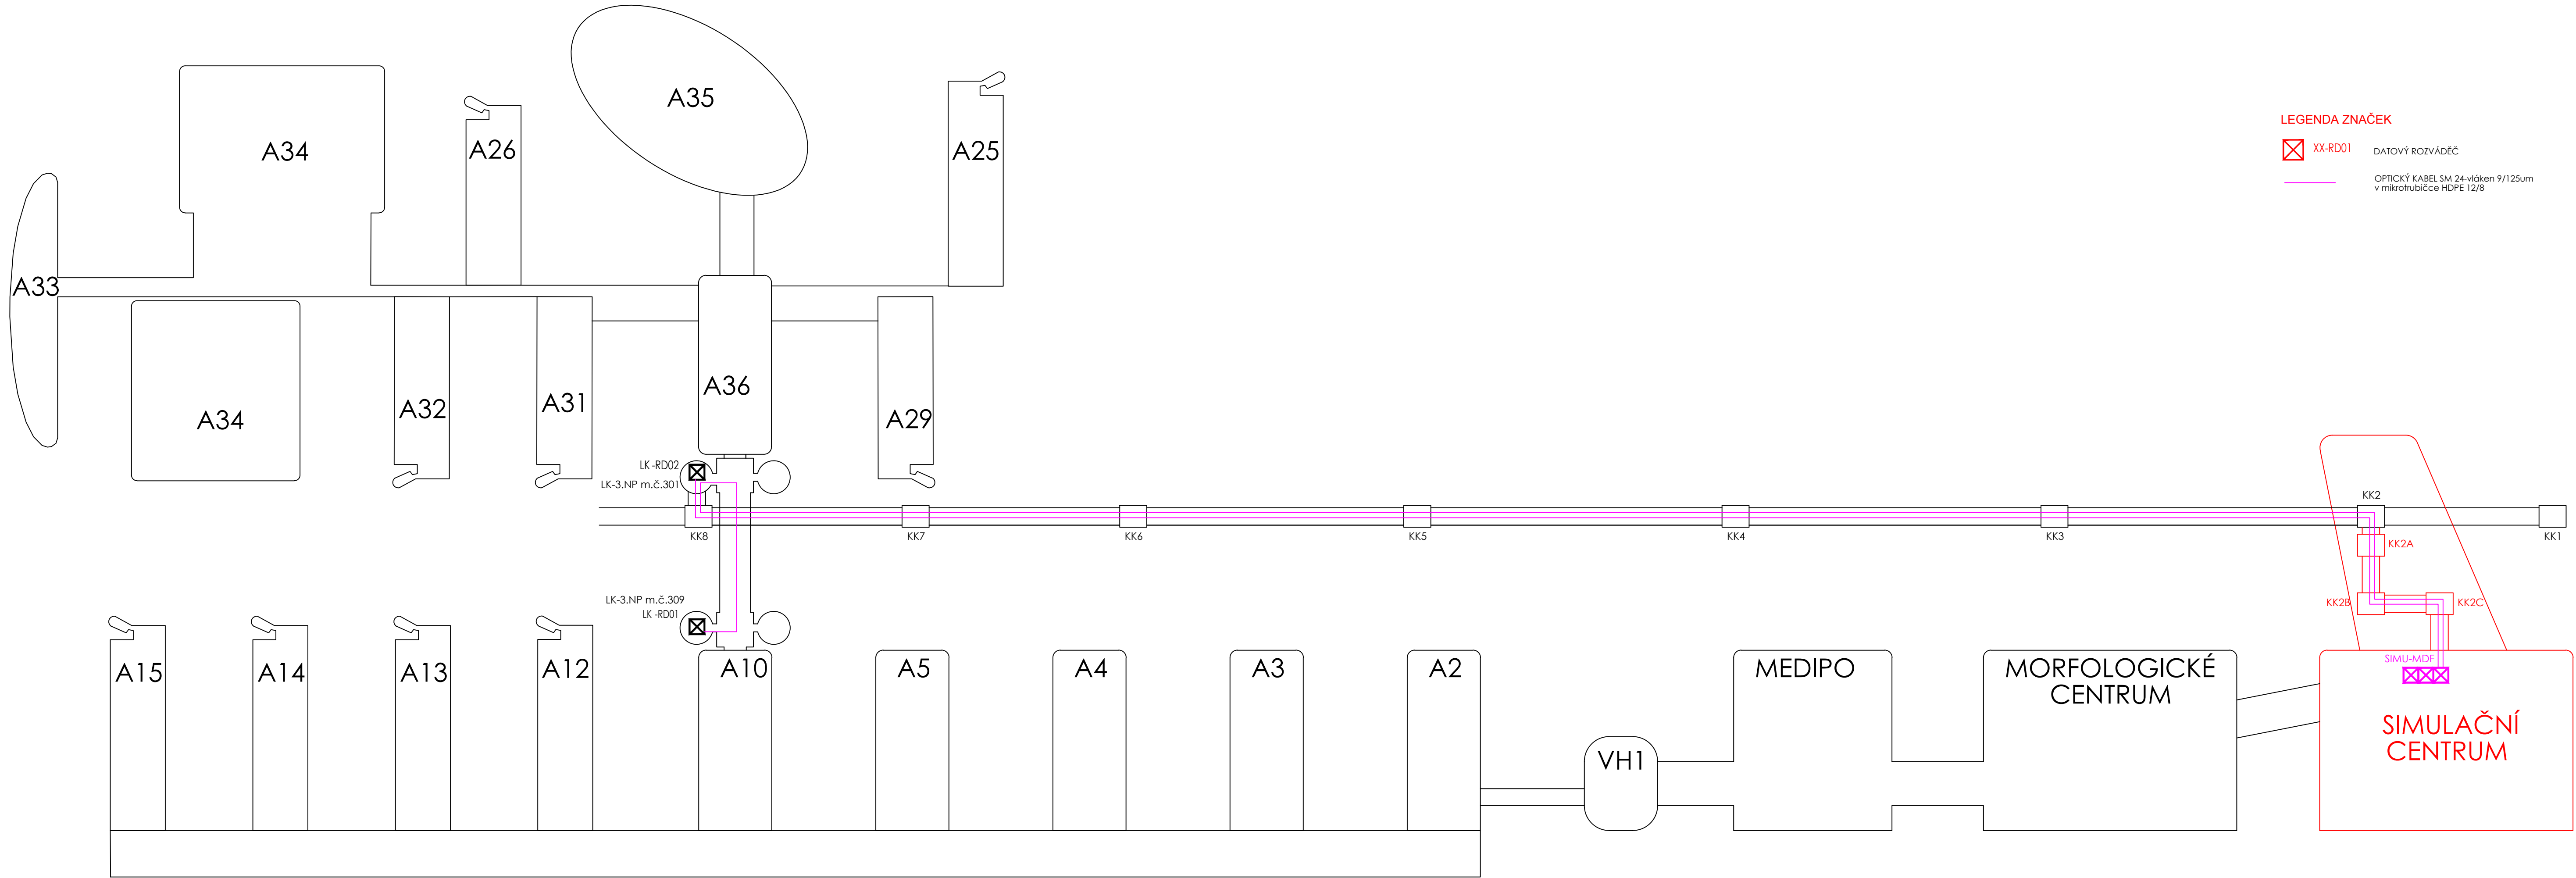 A35
A34
A26
A25
LEGENDA ZNAČEK
XX-RD01
DATOVÝ ROZVÁDĚČ
OPTICKÝ KABEL SM 24-vláken 9/125um
v mikrotrubičce HDPE 12/8
A33
A36
A34
A32
A31
A29
LK -RD02
LK-3.NP m.č.301
KK2
KK8
KK7
KK6
KK5
KK4
KK3
KK1
KK2A
KK2B
KK2C
LK-3.NP m.č.309
LK -RD01
SIMU-MDF
A15
A14
A13
A12
A10
A5
A4
A3
A2
MEDIPO
MORFOLOGICKÉ
CENTRUM
SIMULAČNÍ
CENTRUM
VH1